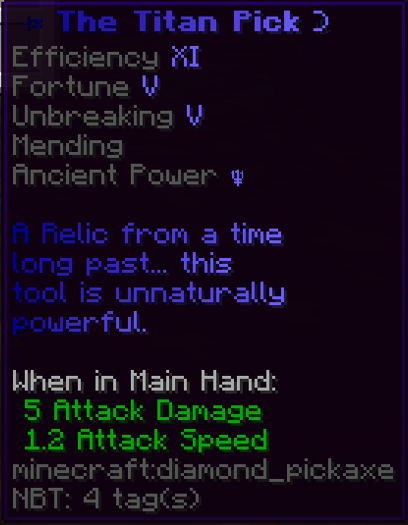 The Titan Pick ☽
Efficiency XI
Fortune V
Unbreaking V
Mending
Ancient Power ♆
A Relic from a time
long past... this
tool is unnaturally
powerful.
When in Main Hand:
5 Attack Damage
1.2 Attack Speed
minecraft:diamond_pickaxe
NBT: 4 tag(s)